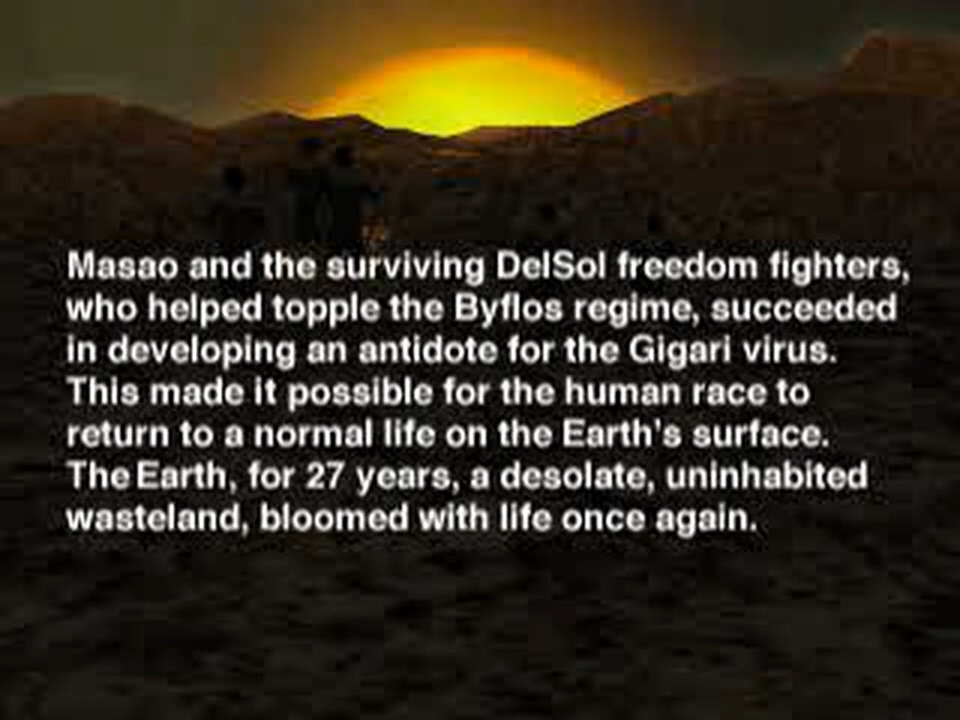 Masao and the surviving DelSol freedom fighters,
who helped topple the Byflos regime, succeeded
in developing an antidote for the Gigari virus.
This made it possible for the human race to
return to a normal life on the Earth's surface.
The Earth, for 27 years, a desolate, uninhabited
wasteland, bloomed with life once again.